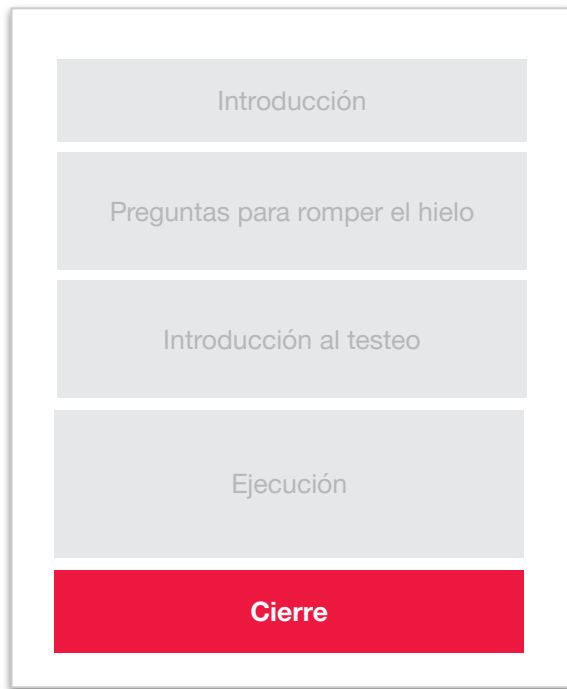 Introducción
Preguntas para romper el hielo
Introducción al testeo
Ejecución
Cierre